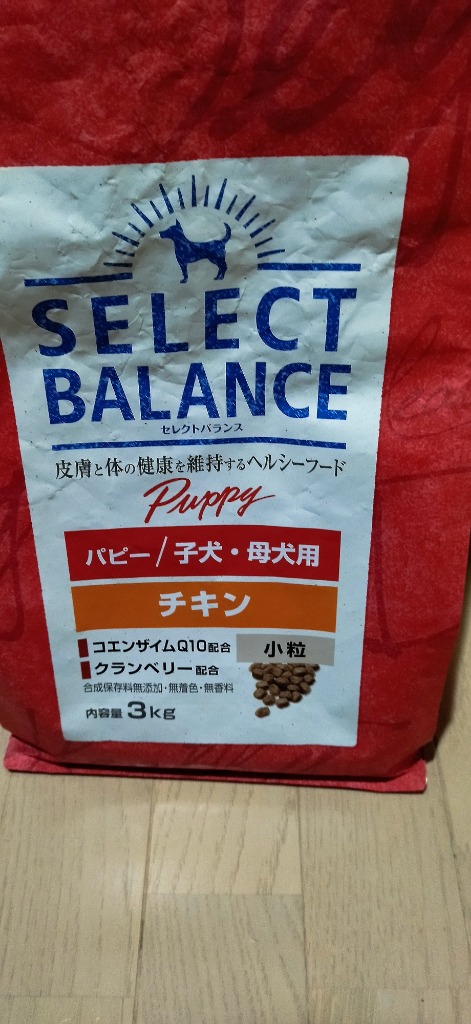 SELECT
BALANCE
セレクトバランス
皮膚と体の健康を維持するヘルシーフード
Puppy
パピー/子犬・母犬用
チキン
コエンザイムQ10配合
小粒
クランベリー配合
合成保存料無添加・無着色・無香料
内容量 3kg